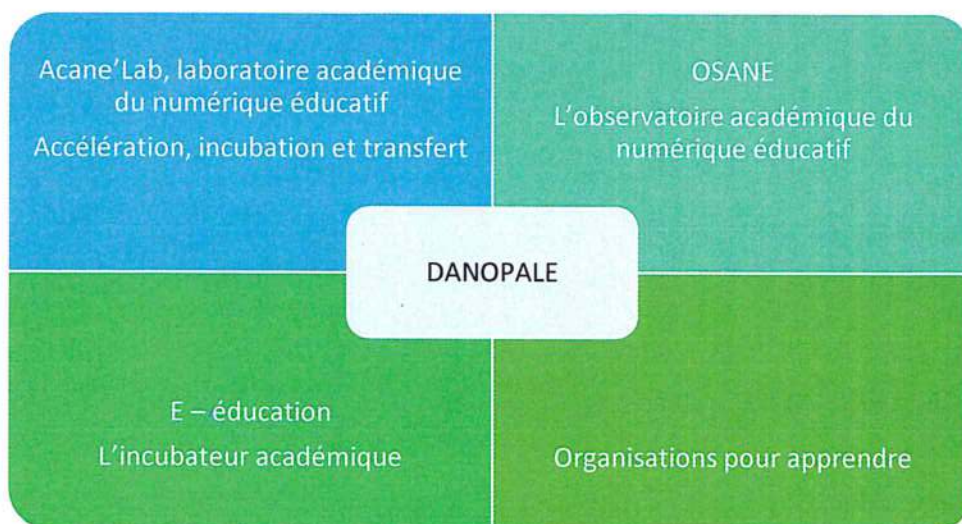 Acane'Lab, laboratoire académique
du numérique éducatif
Accélération, incubation et transfert
OSANE
L'observatoire académique du
numérique éducatif
DANOPALE
E – éducation
L'incubateur académique
Organisations pour apprendre